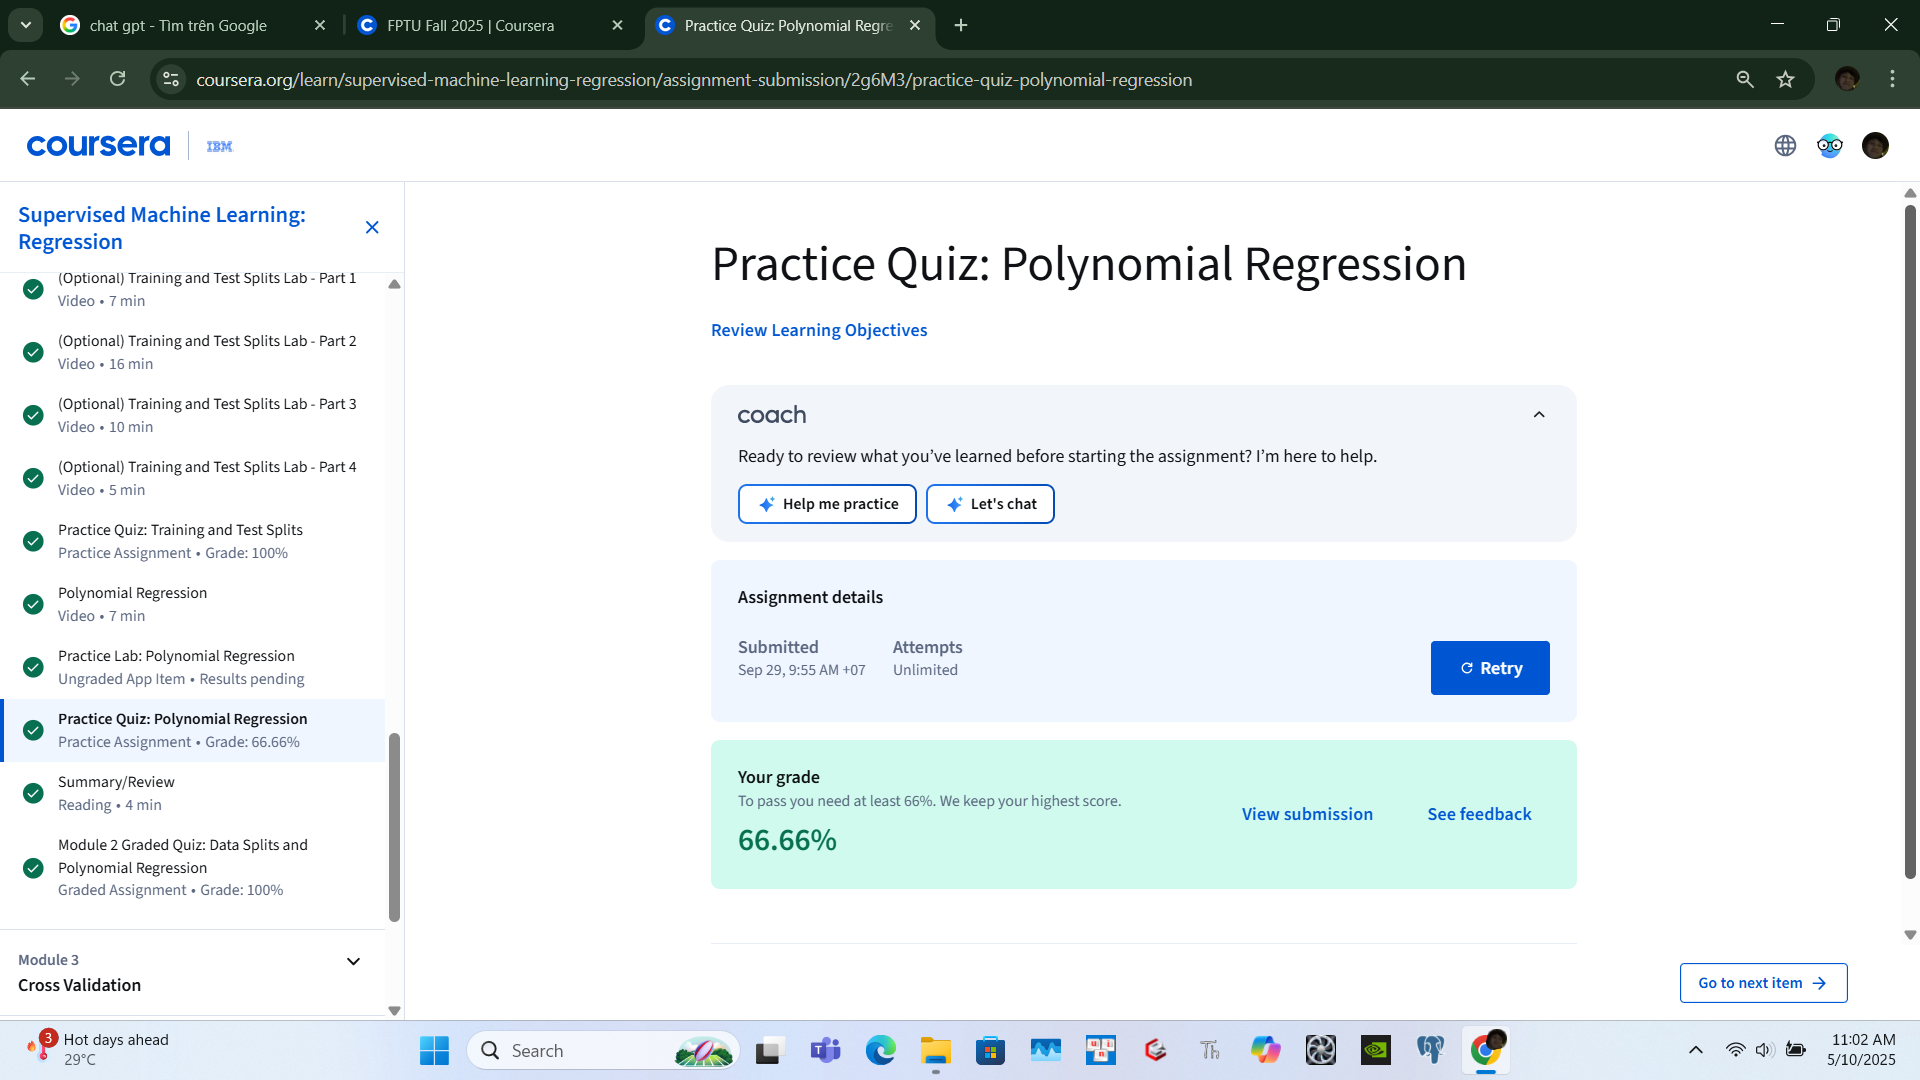 chat gpt - Tìm trên Google
FPTU Fall 2025 | Coursera
Practice Quiz: Polynomial Regre
coursera.org/learn/supervised-machine-learning-regression/assignment-submission/2g6M3/practice-quiz-polynomial-regression
coursera
IBM
Supervised Machine Learning:
Regression
(Optional) Training and Test Splits Lab - Part 1
Video • 7 min
(Optional) Training and Test Splits Lab - Part 2
Video • 16 min
(Optional) Training and Test Splits Lab - Part 3
Video • 10 min
(Optional) Training and Test Splits Lab - Part 4
Video • 5 min
Practice Quiz: Training and Test Splits
Practice Assignment • Grade: 100%
Polynomial Regression
Video • 7 min
Practice Lab: Polynomial Regression
Ungraded App Item • Results pending
Practice Quiz: Polynomial Regression
Practice Assignment • Grade: 66.66%
Summary/Review
Reading • 4 min
Module 2 Graded Quiz: Data Splits and
Polynomial Regression
Graded Assignment • Grade: 100%
Module 3
Cross Validation
Practice Quiz: Polynomial Regression
Review Learning Objectives
coach
Ready to review what you’ve learned before starting the assignment? I’m here to help.
Help me practice
Let's chat
Assignment details
Submitted
Sep 29, 9:55 AM +07
Attempts
Unlimited
Retry
Your grade
To pass you need at least 66%. We keep your highest score.
66.66%
View submission
See feedback
Go to next item
3
Hot days ahead
29°C
Search
Th
11:02 AM
5/10/2025